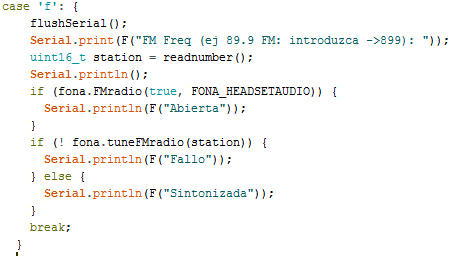 case 'f': {
flushSerial();
Serial.print(F("FM Freq (ej 89.9 FM: introduzca ->899): "));
uint16_t station = readnumber();
Serial.println();
if (fona.FMradio(true, FONA_HEADSETAUDIO)) {
Serial.println(F("Abierta"));
}
if (! fona.tuneFMradio(station)) {
Serial.println(F("Fallo"));
} else {
Serial.println(F("Sintonizada"));
}
break;
}